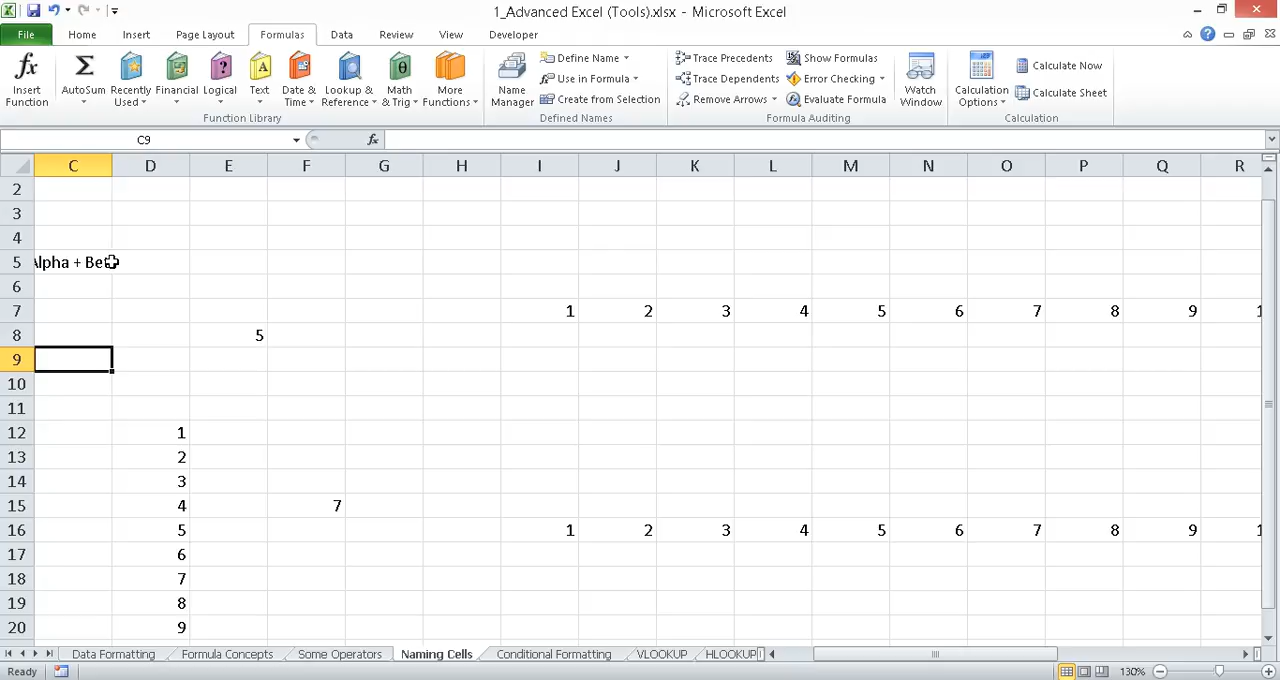 1_Advanced Excel (Tools).xlsx - Microsoft Excel
File Home Insert Page Layout Formulas Data Review View Developer
Insert Function
AutoSum
Recently Used
Financial
Logical
Text
Date & Time
Lookup & Reference
Math & Trig
More Functions
Function Library
Name Manager
Define Name
Use in Formula
Create from Selection
Defined Names
Trace Precedents
Trace Dependents
Remove Arrows
Show Formulas
Error Checking
Evaluate Formula
Formula Auditing
Watch Window
Calculation Options
Calculate Now
Calculate Sheet
Calculation
C9 fx
C D E F G H I J K L M N O P Q R
2
3
4
5 Alpha + Be
6
7 1 2 3 4 5 6 7 8 9 1
8 5
9
10
11
12 1
13 2
14 3
15 4 7
16 5 1 2 3 4 5 6 7 8 9 1
17 6
18 7
19 8
20 9
Data Formatting Formula Concepts Some Operators Naming Cells Conditional Formatting VLOOKUP HLOOKUP
Ready 130%